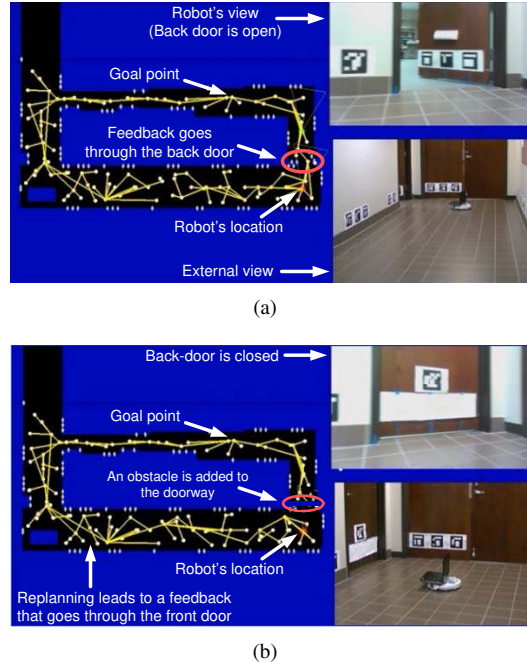 Robot's view
(Back door is open)
Goal point
Feedback goes
through the back door
Robot's location
External view
(a)
Back-door is closed
Goal point
An obstacle is added to
the doorway
Robot's location
Replanning leads to a feedback
that goes through the front door
(b)